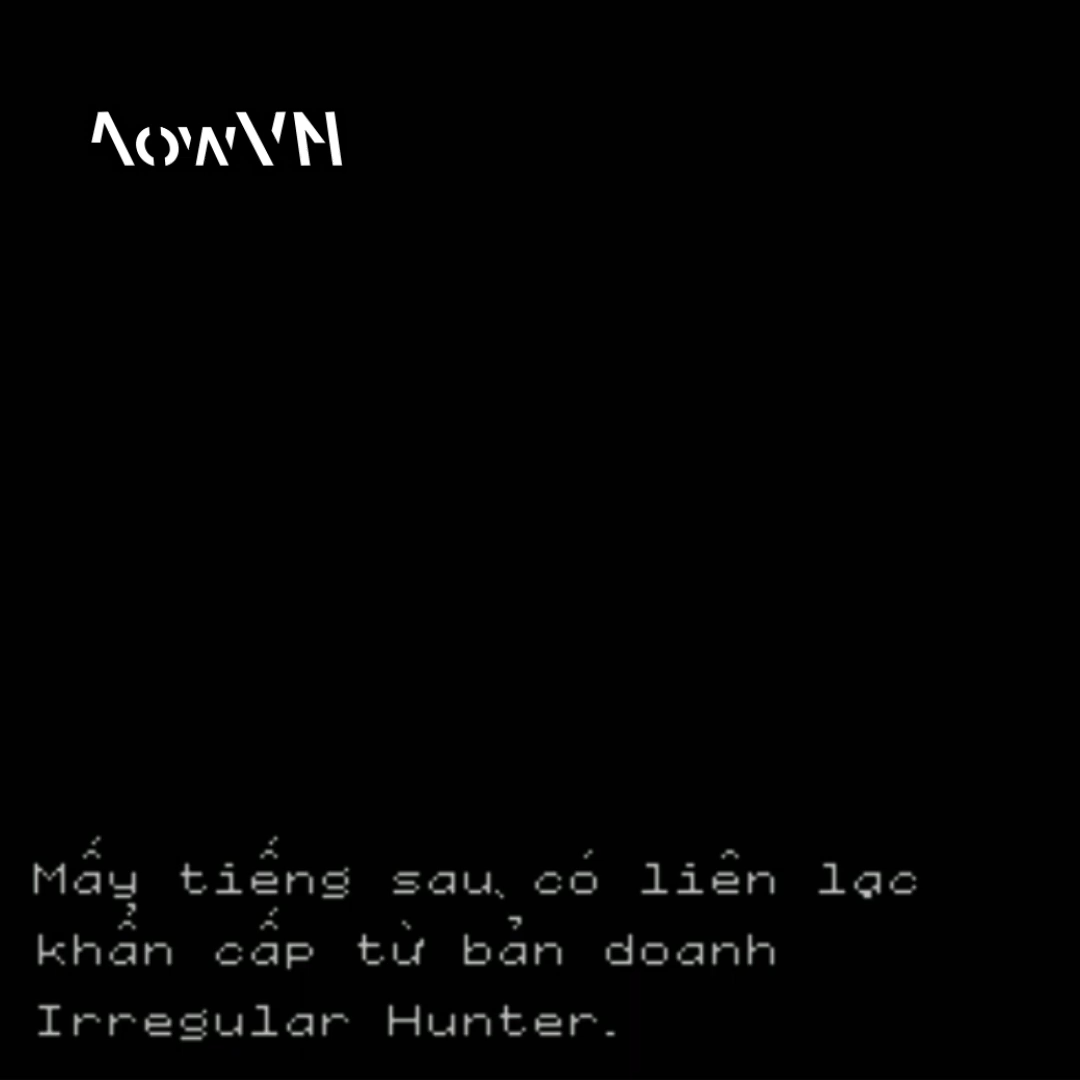 AowVN
Mấy tiếng sau, có liên lạc
khẩn cấp từ bản doanh
Irregular Hunter.